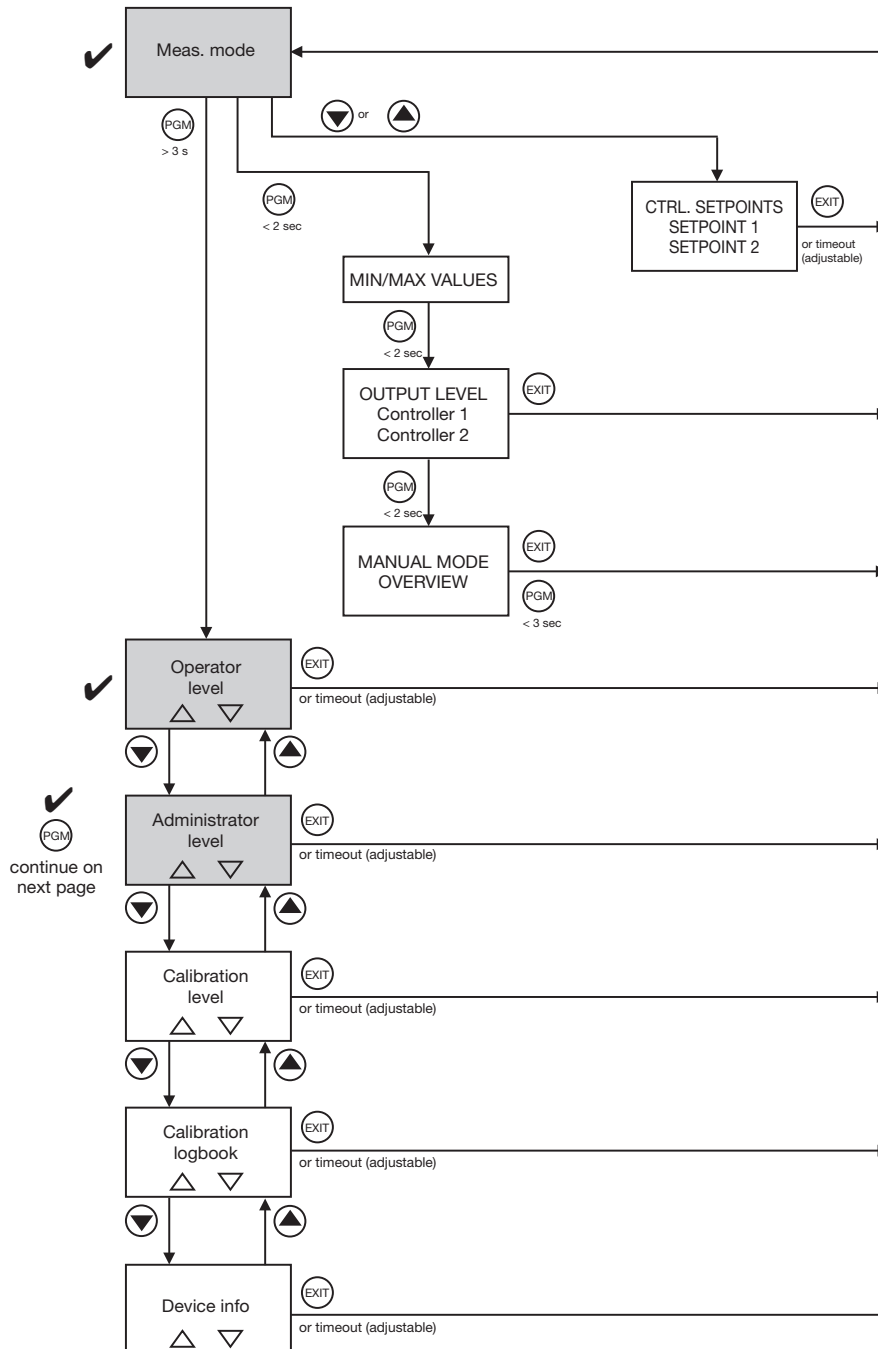 Meas. mode
PGM
> 3 s
or
PGM
< 2 sec
CTRL. SETPOINTS
SETPOINT 1
SETPOINT 2
EXIT
or timeout
(adjustable)
MIN/MAX VALUES
PGM
< 2 sec
OUTPUT LEVEL
Controller 1
Controller 2
EXIT
PGM
< 2 sec
MANUAL MODE
OVERVIEW
EXIT
PGM
< 3 sec
Operator
level
EXIT
or timeout (adjustable)
PGM
continue on
next page
Administrator
level
EXIT
or timeout (adjustable)
Calibration
level
EXIT
or timeout (adjustable)
Calibration
logbook
EXIT
or timeout (adjustable)
Device info
EXIT
or timeout (adjustable)